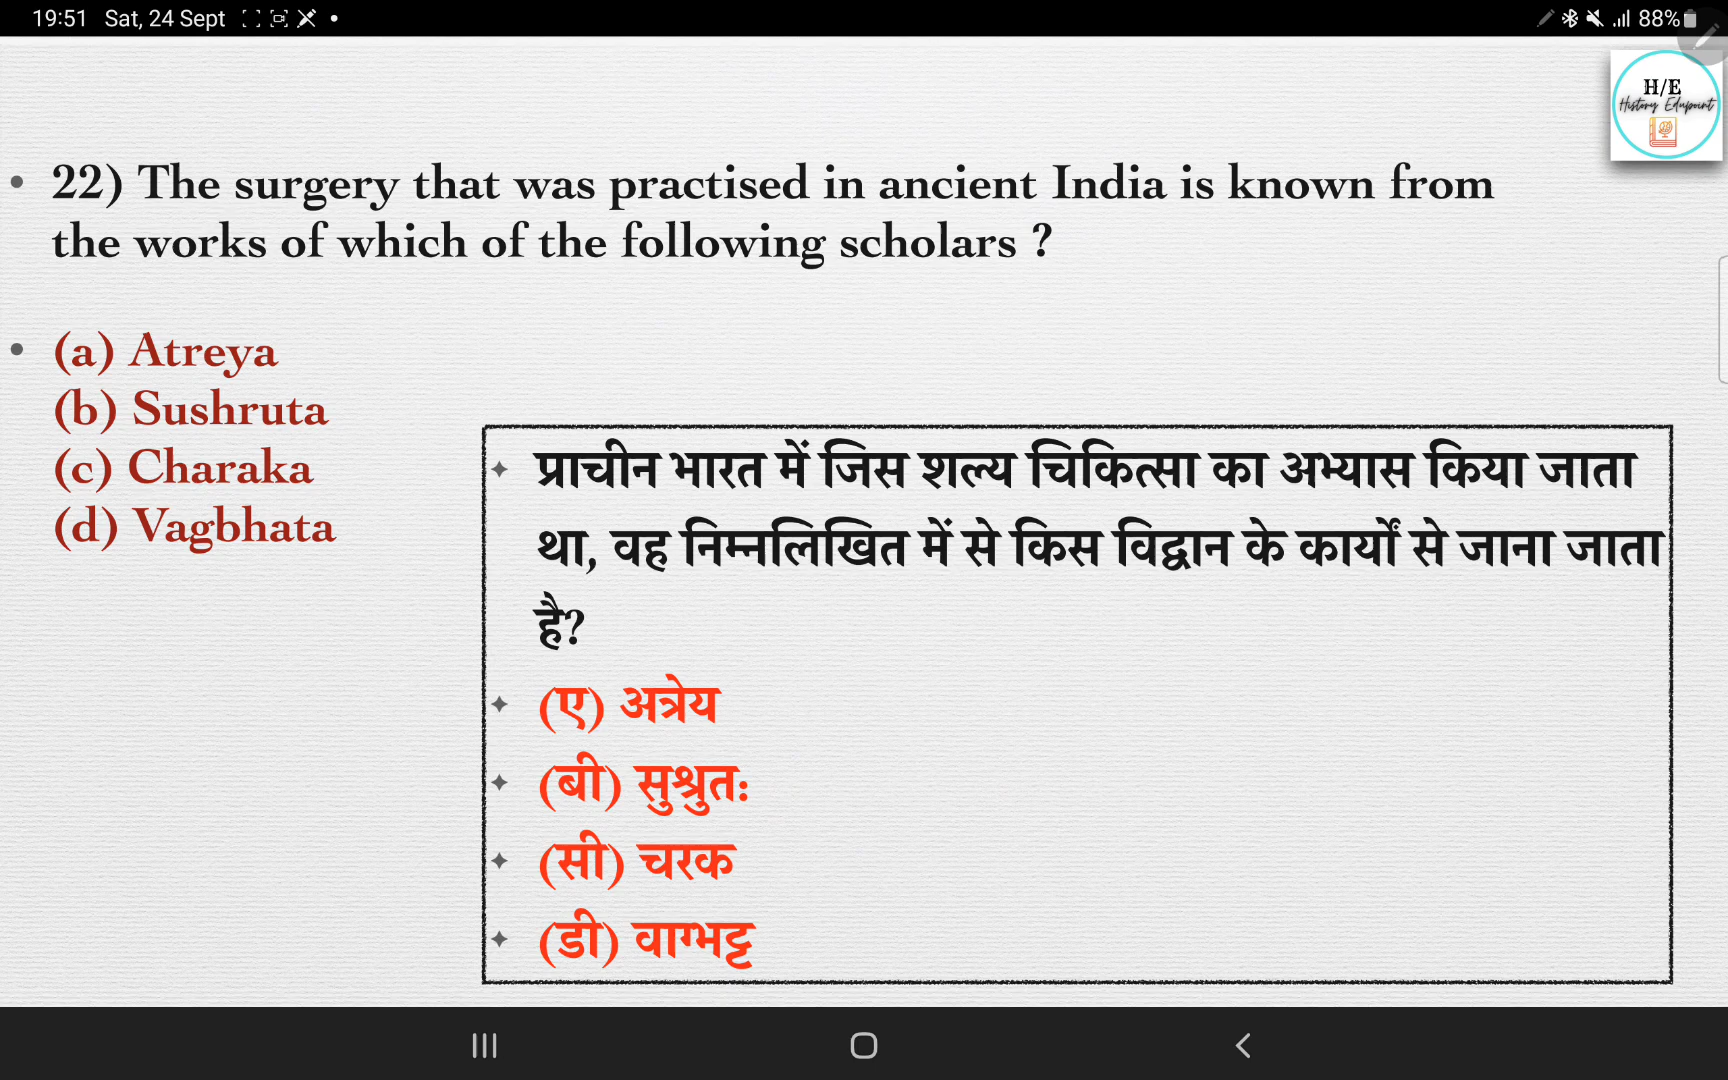 19:51 Sat, 24 Sept
88%
H/E
History Edupoint
22) The surgery that was practised in ancient India is known from
the works of which of the following scholars ?
(a) Atreya
(b) Sushruta
(c) Charaka
(d) Vagbhata
प्राचीन भारत में जिस शल्य चिकित्सा का अभ्यास किया जाता
था, वह निम्नलिखित में से किस विद्वान के कार्यों से जाना जाता
है?
(ए) अत्रेय
(बी) सुश्रुतः
(सी) चरक
(डी) वाग्भट्ट